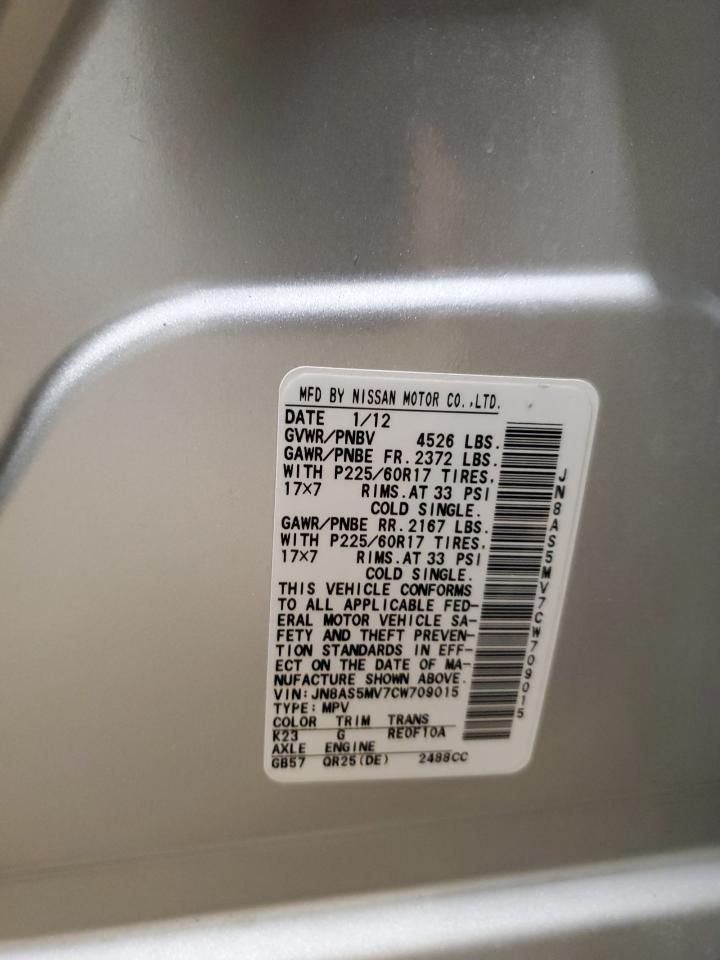 MFD BY NISSAN MOTOR CO.,LTD.
DATE 1/12
GVWR/PNBV 4526 LBS.
GAWR/PNBE FR. 2372 LBS.
WITH P225/60R17 TIRES,
17×7 RIMS. AT 33 PSI
COLD SINGLE.
GAWR/PNBE RR. 2167 LBS.
WITH P225/60R17 TIRES,
17×7 RIMS. AT 33 PSI
COLD SINGLE.
THIS VEHICLE CONFORMS
TO ALL APPLICABLE FED-
ERAL MOTOR VEHICLE SA-
FETY AND THEFT PREVEN-
TION STANDARDS IN EFF-
ECT ON THE DATE OF MA-
NUFACTURE SHOWN ABOVE.
VIN: JN8AS5MV7CW709015
TYPE: MPV
COLOR TRIM TRANS
K23 G RE0F10A
AXLE ENGINE
GB57 QR25(DE) 2488CC
JN8AS5MV7CW709015